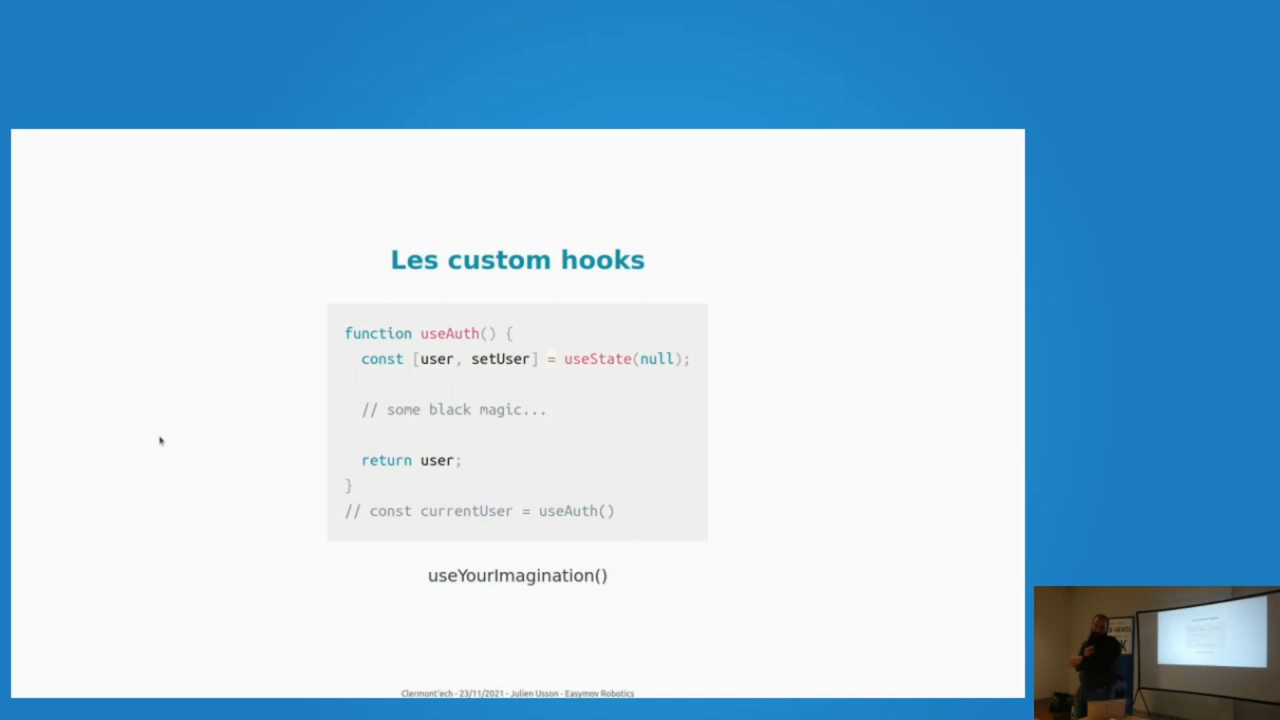 Les custom hooks
function useAuth() {
const [user, setUser] = useState(null);
// some black magic...
return user;
}
// const currentUser = useAuth()
useYourImagination()
Clermont'ech - 23/11/2021 - Julien Usson - Easymov Robotics